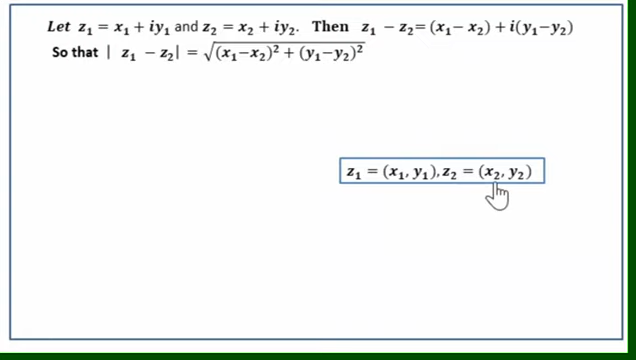 Let z₁ = x₁ + iy₁ and z₂ = x₂ + iy₂. Then z₁ − z₂= (x₁− x₂) + i(y₁−y₂)
So that | z₁ − z₂| = √(x₁−x₂)² + (y₁−y₂)²
z₁ = (x₁, y₁), z₂ = (x₂, y₂)